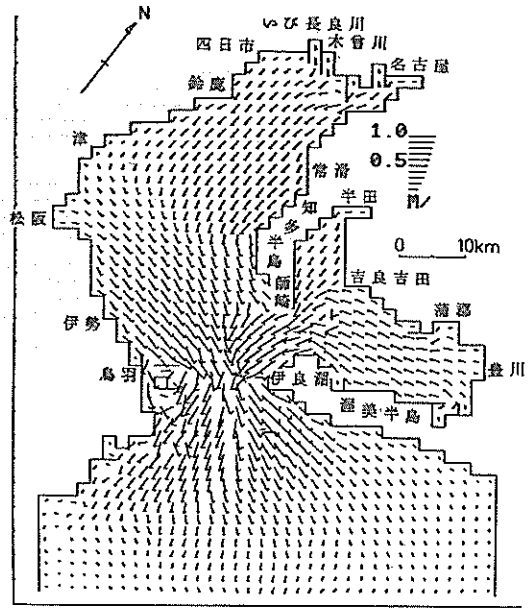 N
いび長良川
四日市
木曽川
名古屋
鈴鹿
津
1.0
0.5
M/
常滑
知多半島
半田
松阪
0 10km
師崎
吉良吉田
蒲郡
伊勢
鳥羽
伊良湖
豊川
渥美半島